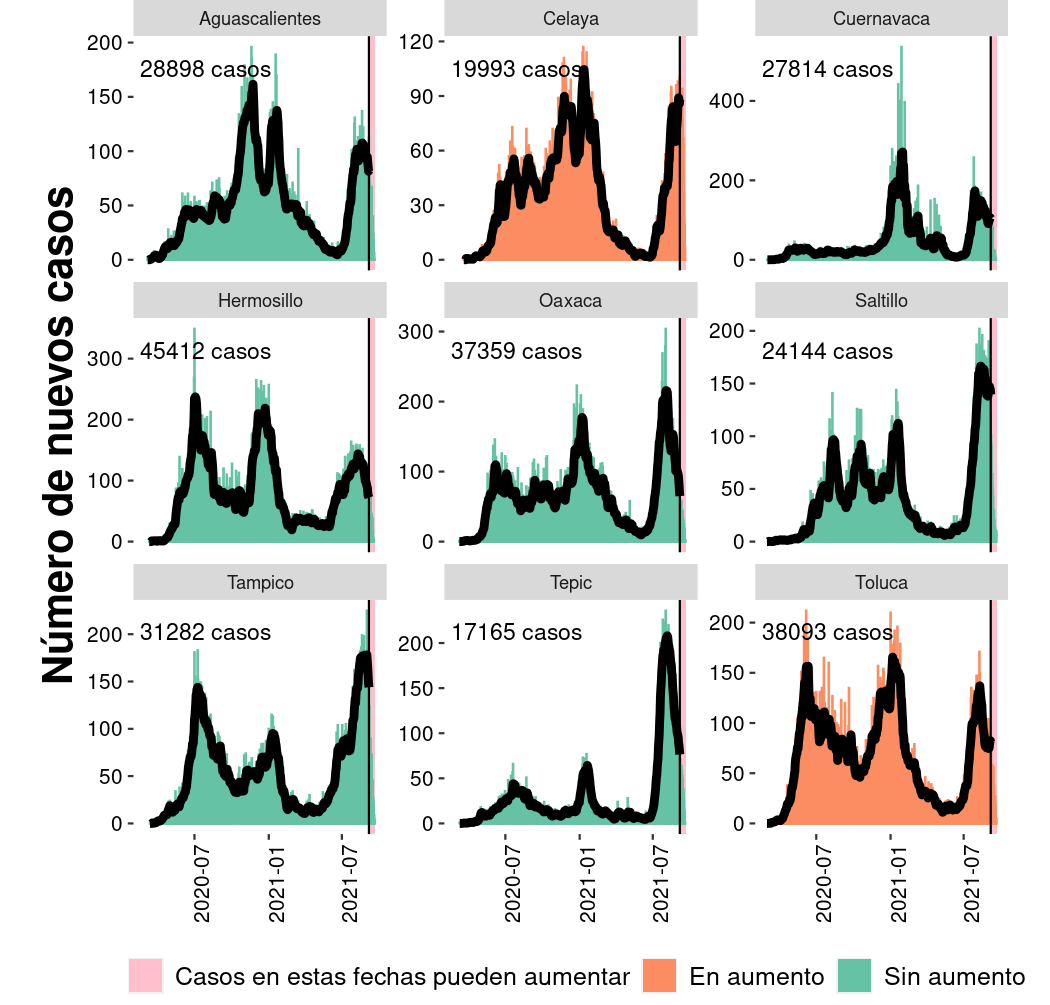 Número de nuevos casos
Aguascalientes
Celaya
Cuernavaca
200
150
100
50
0
28898 casos
120
90
60
30
0
19993 casos
400
200
0
27814 casos
Hermosillo
Oaxaca
Saltillo
300
200
100
0
45412 casos
300
200
100
0
37359 casos
200
150
100
50
0
24144 casos
Tampico
Tepic
Toluca
200
150
100
50
0
31282 casos
200
150
100
50
0
17165 casos
200
150
100
50
0
38093 casos
2020-07
2021-01
2021-07
2020-07
2021-01
2021-07
2020-07
2021-01
2021-07
Casos en estas fechas pueden aumentar
En aumento
Sin aumento